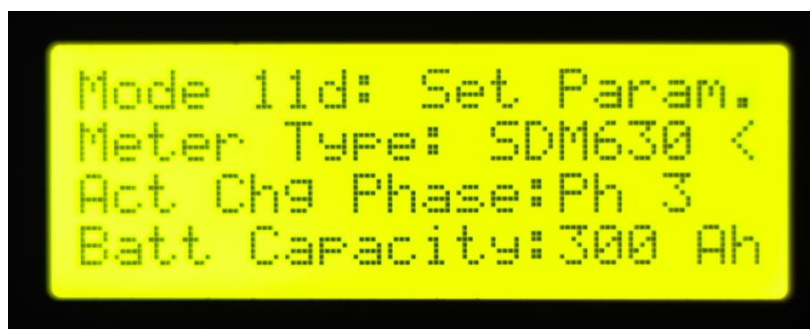 Mode 11d: Set Param.
Meter Type: SDM630 <
Act Chg Phase:Ph 3
Batt Capacity:300 Ah